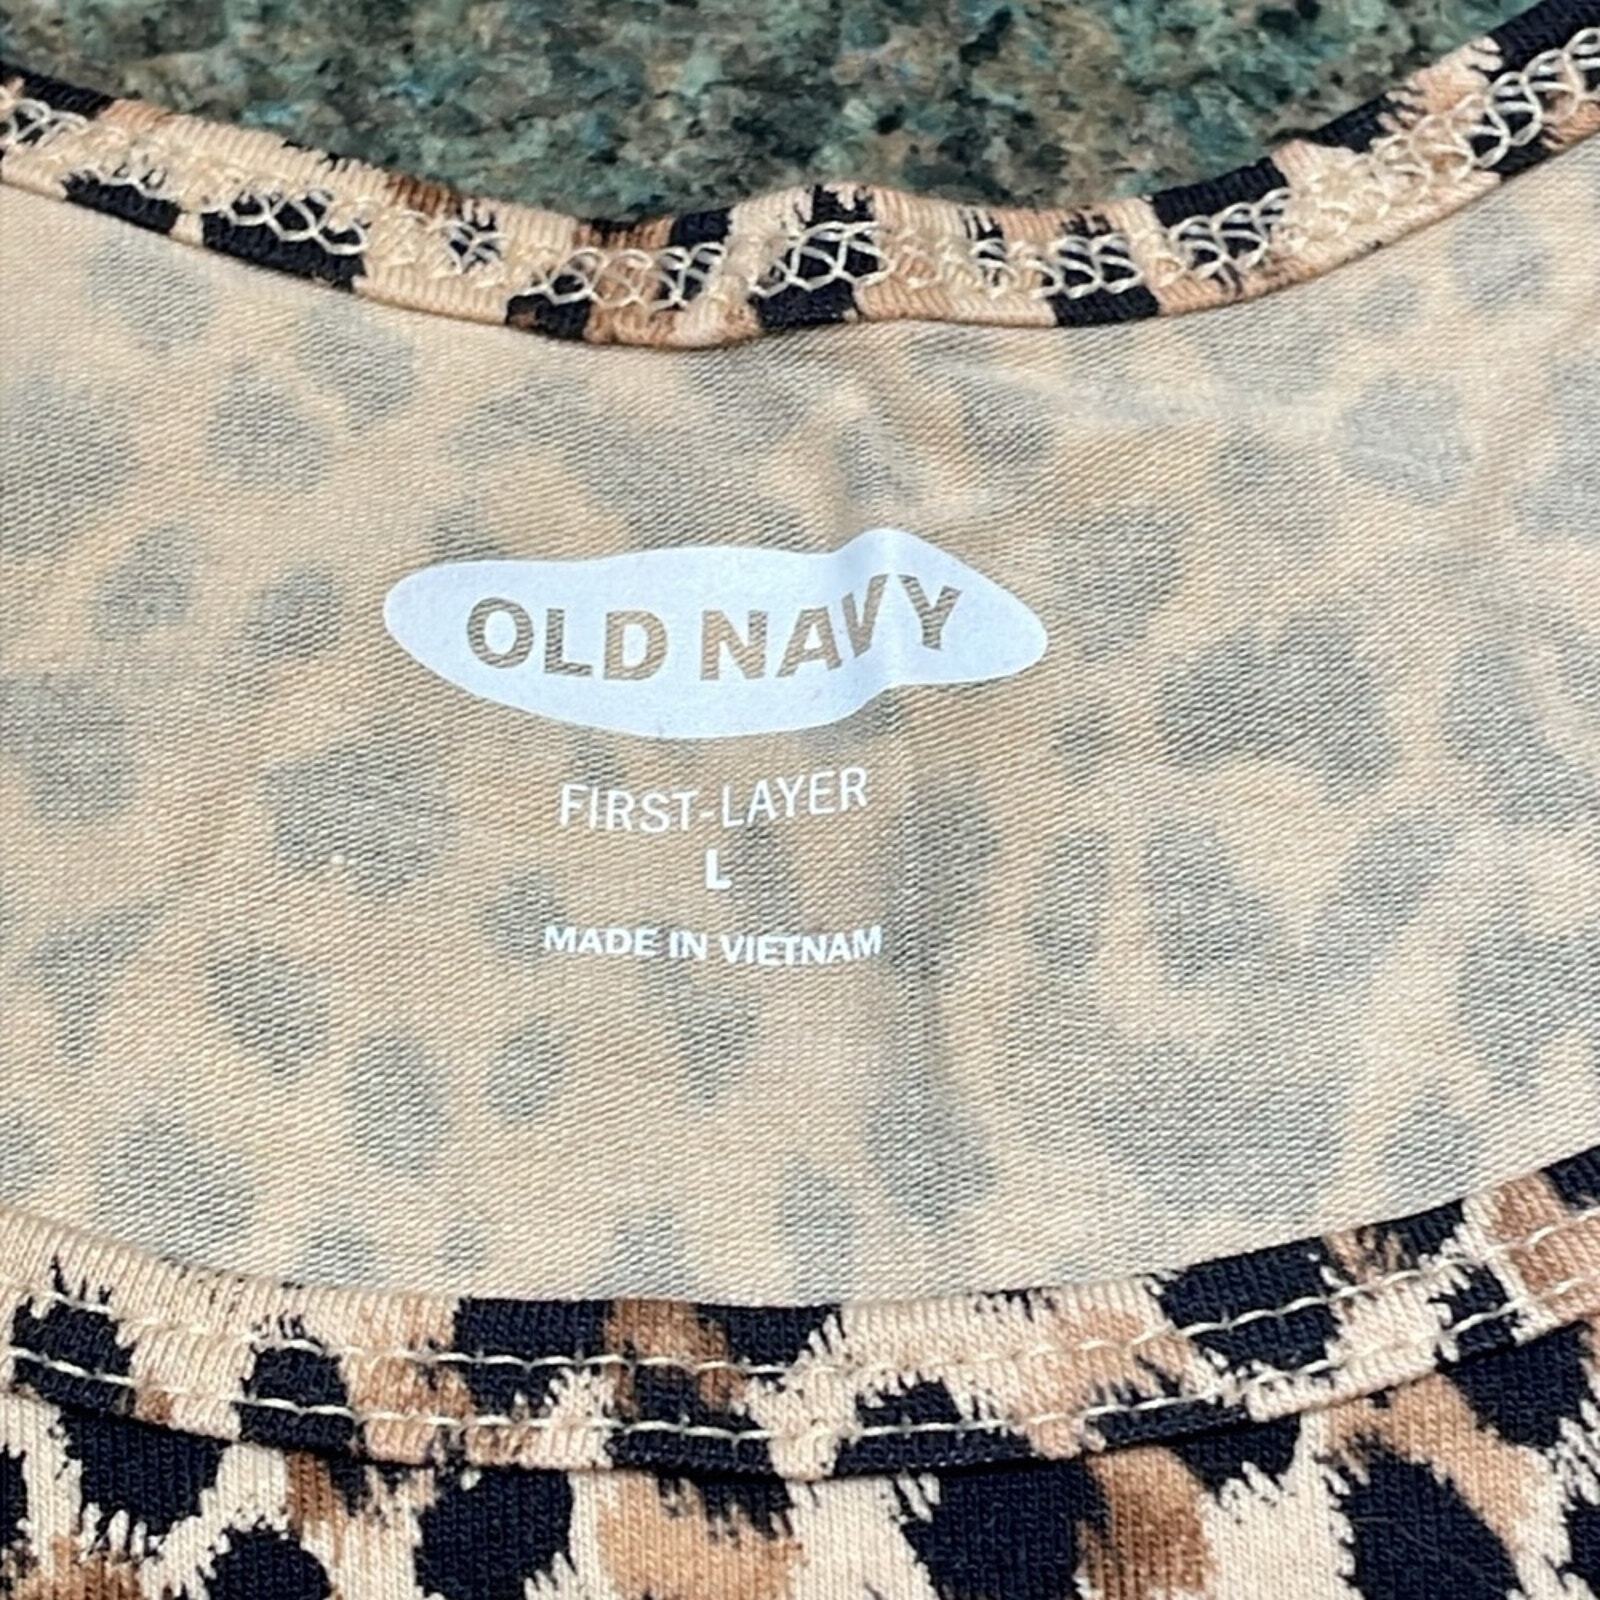 OLD NAVY
FIRST-LAYER
L
MADE IN VIETNAM